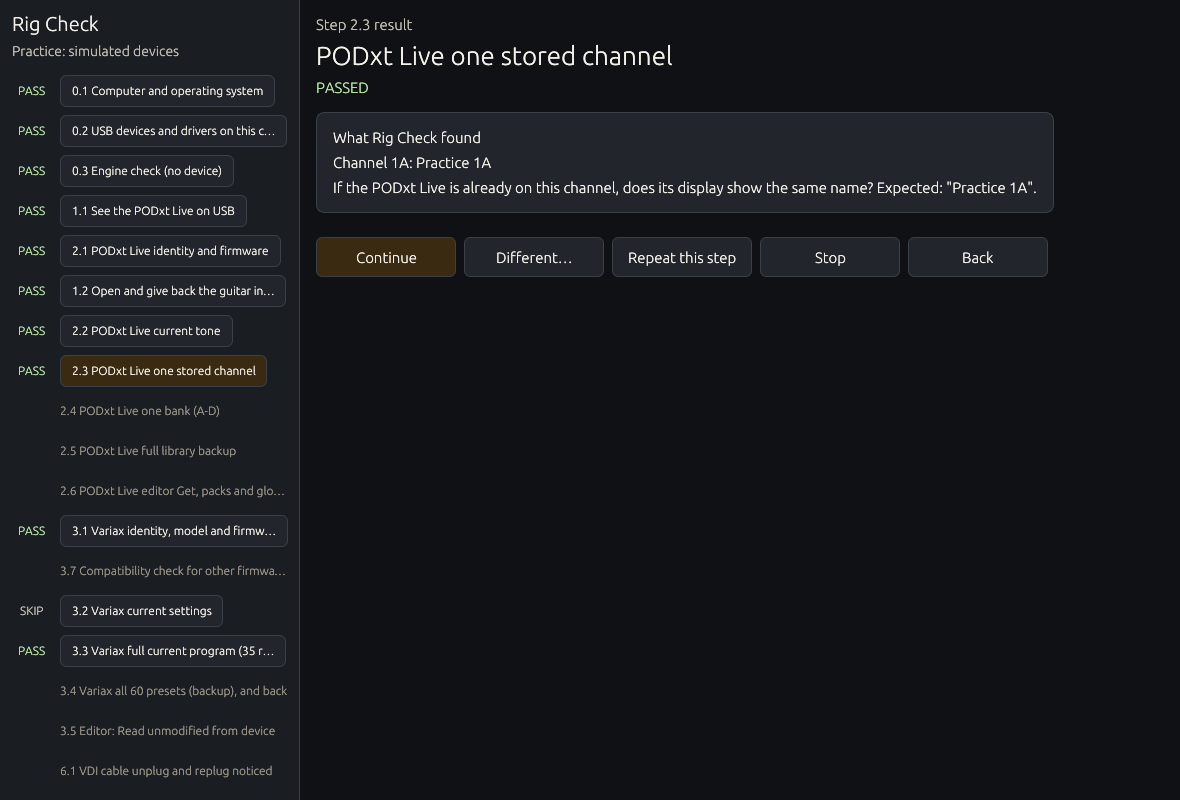 Rig Check
Practice: simulated devices
PASS 0.1 Computer and operating system
PASS 0.2 USB devices and drivers on this c...
PASS 0.3 Engine check (no device)
PASS 1.1 See the PODxt Live on USB
PASS 2.1 PODxt Live identity and firmware
PASS 1.2 Open and give back the guitar in...
PASS 2.2 PODxt Live current tone
PASS 2.3 PODxt Live one stored channel
2.4 PODxt Live one bank (A-D)
2.5 PODxt Live full library backup
2.6 PODxt Live editor Get, packs and glo...
PASS 3.1 Variax identity, model and firmw...
3.7 Compatibility check for other firmwa...
SKIP 3.2 Variax current settings
PASS 3.3 Variax full current program (35 r...
3.4 Variax all 60 presets (backup), and back
3.5 Editor: Read unmodified from device
6.1 VDI cable unplug and replug noticed
Step 2.3 result
PODxt Live one stored channel
PASSED
What Rig Check found
Channel 1A: Practice 1A
If the PODxt Live is already on this channel, does its display show the same name? Expected: "Practice 1A".
Continue Different... Repeat this step Stop Back